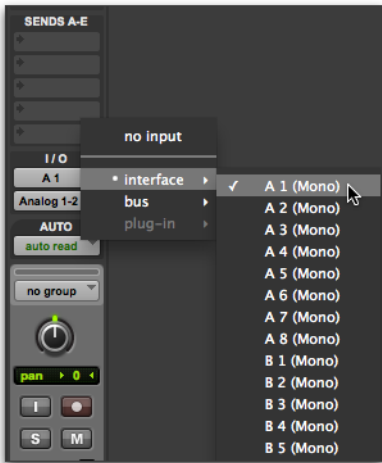 SENDS A-E
no input
I / O
A 1
• interface
✓ A 1 (Mono)
Analog 1-2
bus
A 2 (Mono)
AUTO
plug-in
A 3 (Mono)
auto read
A 4 (Mono)
A 5 (Mono)
no group
A 6 (Mono)
A 7 (Mono)
A 8 (Mono)
B 1 (Mono)
pan 0
B 2 (Mono)
I
B 3 (Mono)
B 4 (Mono)
S M
B 5 (Mono)